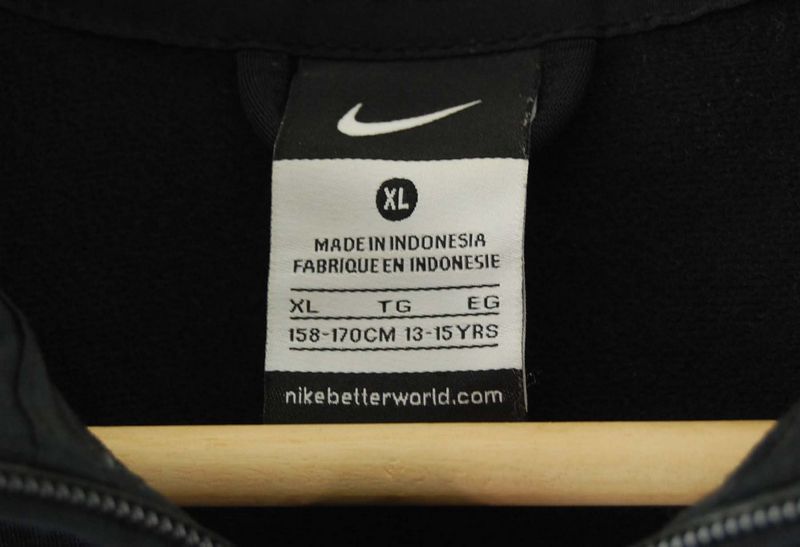 XL
MADE IN INDONESIA
FABRIQUE EN INDONESIE
XL TG EG
158-170CM 13-15YRS
nikebetterworld.com